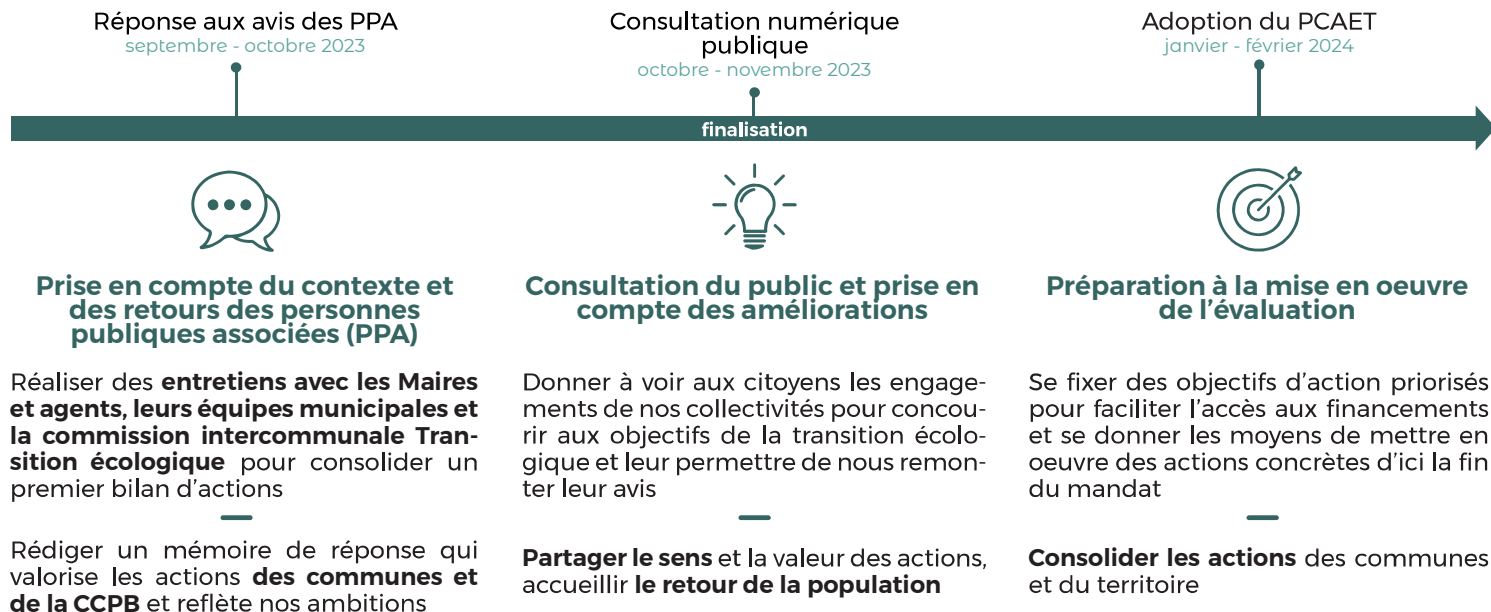 Réponse aux avis des PPA
septembre - octobre 2023
Consultation numérique
publique
octobre - novembre 2023
Adoption du PCAET
janvier - février 2024
finalisation
Prise en compte du contexte et
des retours des personnes
publiques associées (PPA)
Réaliser des entretiens avec les Maires
et agents, leurs équipes municipales et
la commission intercommunale Tran-
sition écologique pour consolider un
premier bilan d'actions
Rédiger un mémoire de réponse qui
valorise les actions des communes et
de la CCPB et reflète nos ambitions
Consultation du public et prise en
compte des améliorations
Donner à voir aux citoyens les engage-
ments de nos collectivités pour concou-
rir aux objectifs de la transition écolo-
gique et leur permettre de nous remon-
ter leur avis
Partager le sens et la valeur des actions,
accueillir le retour de la population
Préparation à la mise en oeuvre
de l'évaluation
Se fixer des objectifs d'action priorisés
pour faciliter l'accès aux financements
et se donner les moyens de mettre en
oeuvre des actions concrètes d'ici la fin
du mandat
Consolider les actions des communes
et du territoire